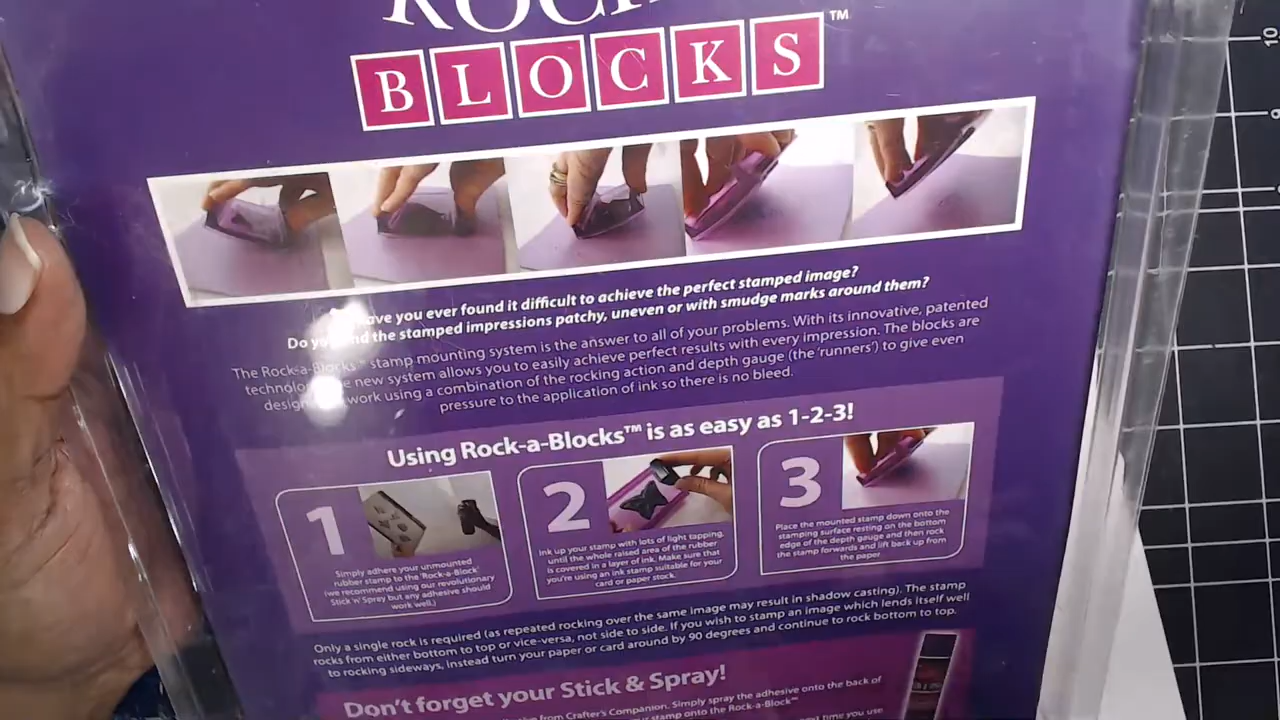 ROCK
BLOCKS™
have you ever found it difficult to achieve the perfect stamped image?
Do you find the stamped impressions patchy, uneven or with smudge marks around them?
The Rock-a-Blocks™ stamp mounting system is the answer to all of your problems. With its innovative, patented
new system allows you to easily achieve perfect results with every impression. The blocks are
work using a combination of the rocking action and depth gauge (the 'runners') to give even
pressure to the application of ink so there is no bleed.
Using Rock-a-Blocks™ is as easy as 1-2-3!
1
Simply adhere your unmounted
rubber stamp to the 'Rock-a-Block'
(we recommend using our revolutionary
Stick 'n' Spray but any adhesive should
work well.)
2
Ink up your stamp with lots of light tapping,
until the whole raised area of the rubber
is covered in a layer of ink. Make sure that
you're using an ink stamp suitable for your
card or paper stock.
3
Place the mounted stamp down onto the
stamping surface resting on the bottom
edge of the depth gauge and then rock
the stamp forwards and lift back up from
the paper.
Only a single rock is required (as repeated rocking over the same image may result in shadow casting). The stamp
rocks from either bottom to top or vice-versa, not side to side. If you wish to stamp an image which lends itself well
to rocking sideways, instead turn your paper or card around by 90 degrees and continue to rock bottom to top.
Don't forget your Stick & Spray!
from Crafter's Companion. Simply spray the adhesive onto the back of
your stamp onto the Rock-a-Block™
time you use
10
9